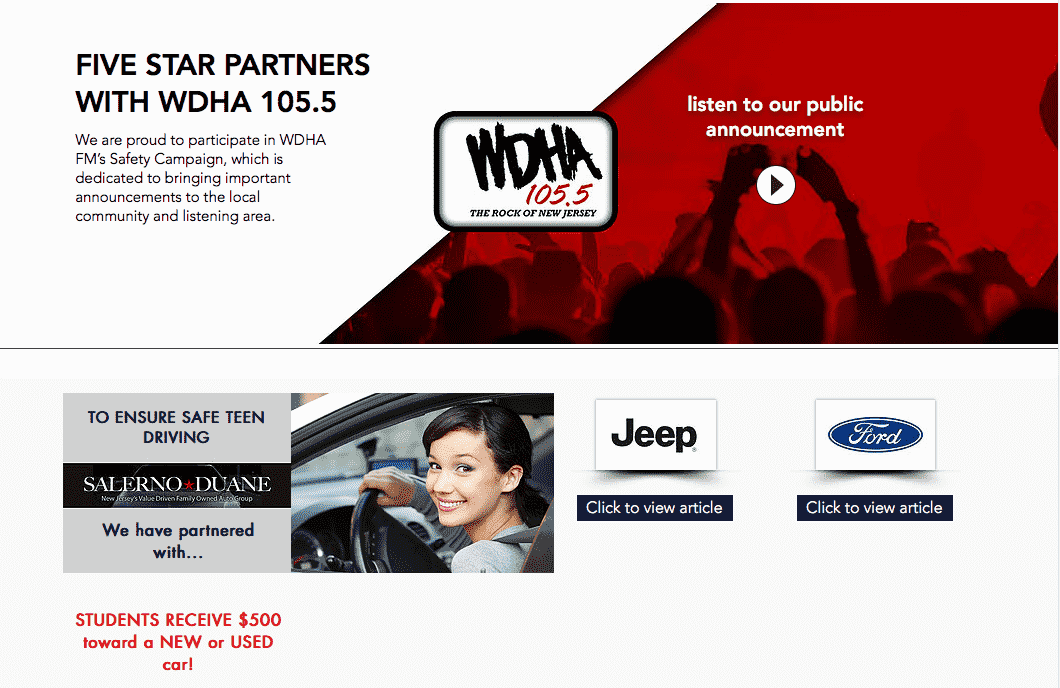 FIVE STAR PARTNERS
WITH WDHA 105.5
We are proud to participate in WDHA
FM's Safety Campaign, which is
dedicated to bringing important
announcements to the local
community and listening area.
WDHA
105.5
THE ROCK OF NEW JERSEY
listen to our public
announcement
TO ENSURE SAFE TEEN
DRIVING
SALERNO★DUANE
New Jersey's Value Driven Family Owned Auto Group
We have partnered
with...
Jeep®
Click to view article
Ford
Click to view article
STUDENTS RECEIVE $500
toward a NEW or USED
car!